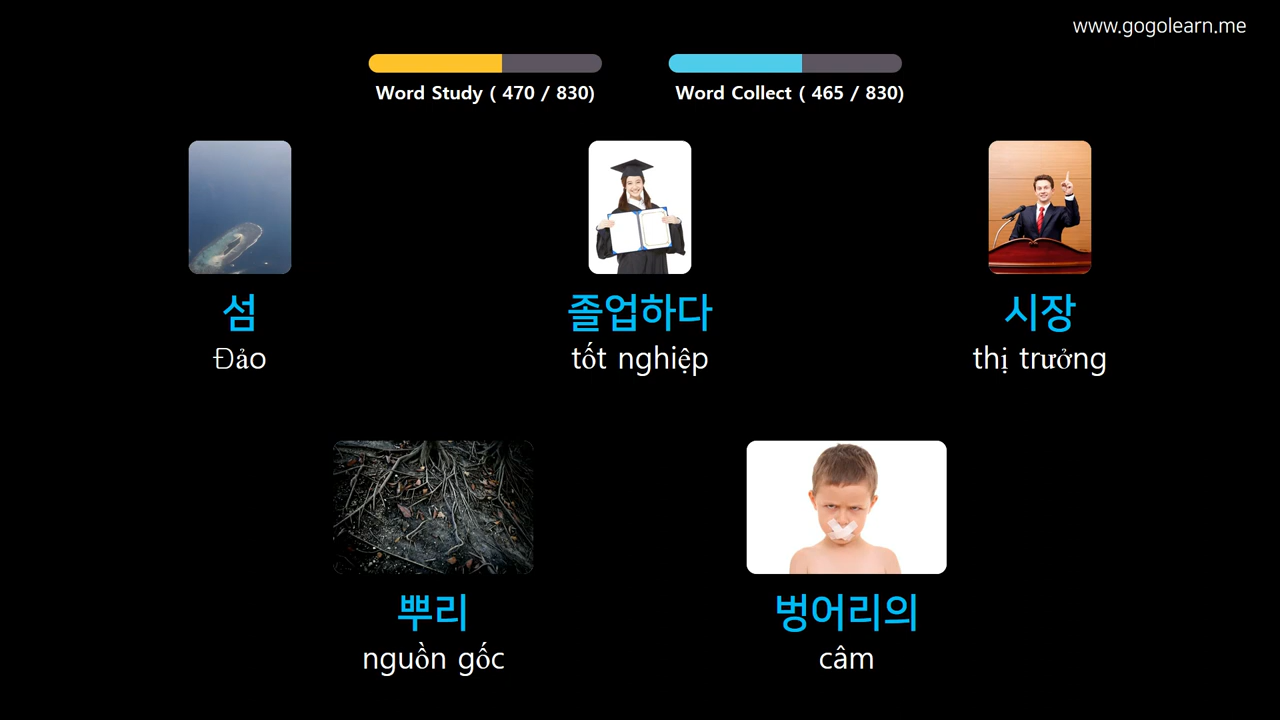 www.gogolearn.me
Word Study ( 470 / 830)
Word Collect ( 465 / 830)
섬
Đảo
졸업하다
tốt nghiệp
시장
thị trưởng
뿌리
nguồn gốc
벙어리의
câm